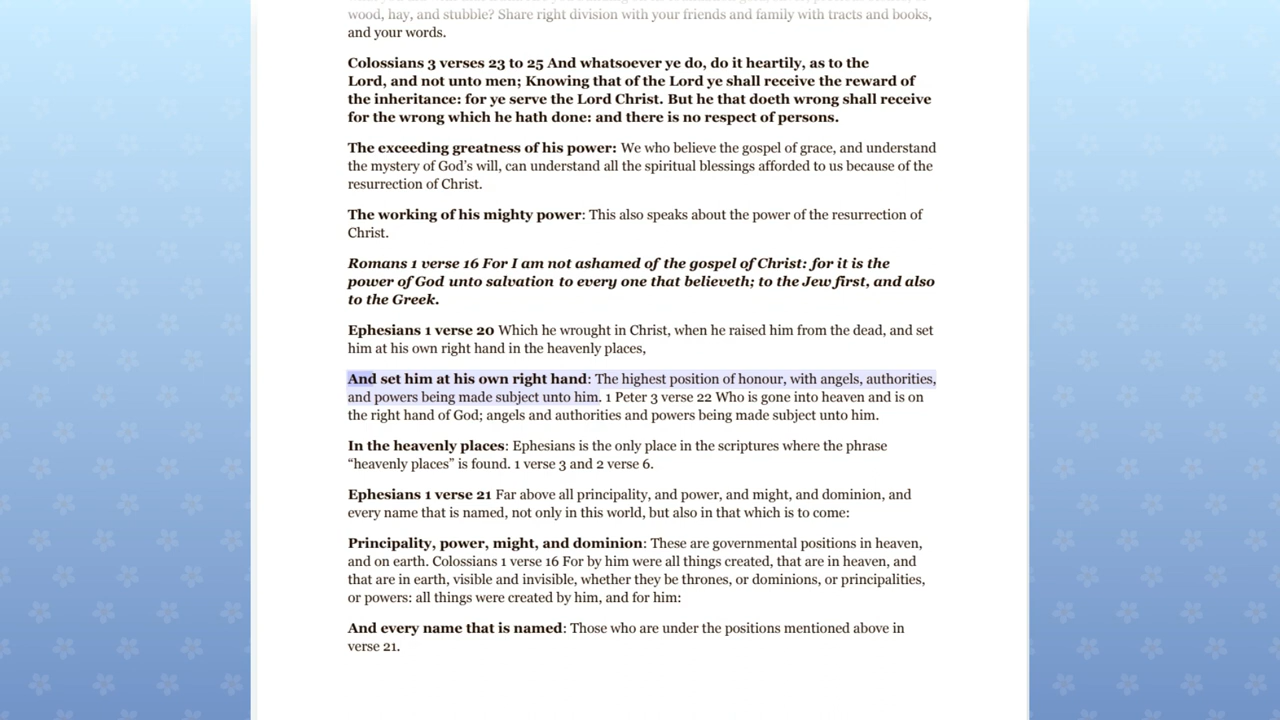 wood, hay, and stubble? Share right division with your friends and family with tracts and books,
and your words.
Colossians 3 verses 23 to 25 And whatsoever ye do, do it heartily, as to the
Lord, and not unto men; Knowing that of the Lord ye shall receive the reward of
the inheritance: for ye serve the Lord Christ. But he that doeth wrong shall receive
for the wrong which he hath done: and there is no respect of persons.
The exceeding greatness of his power: We who believe the gospel of grace, and understand
the mystery of God’s will, can understand all the spiritual blessings afforded to us because of the
resurrection of Christ.
The working of his mighty power: This also speaks about the power of the resurrection of
Christ.
Romans 1 verse 16 For I am not ashamed of the gospel of Christ: for it is the
power of God unto salvation to every one that believeth; to the Jew first, and also
to the Greek.
Ephesians 1 verse 20 Which he wrought in Christ, when he raised him from the dead, and set
him at his own right hand in the heavenly places,
And set him at his own right hand: The highest position of honour, with angels, authorities,
and powers being made subject unto him. 1 Peter 3 verse 22 Who is gone into heaven and is on
the right hand of God; angels and authorities and powers being made subject unto him.
In the heavenly places: Ephesians is the only place in the scriptures where the phrase
“heavenly places” is found. 1 verse 3 and 2 verse 6.
Ephesians 1 verse 21 Far above all principality, and power, and might, and dominion, and
every name that is named, not only in this world, but also in that which is to come:
Principality, power, might, and dominion: These are governmental positions in heaven,
and on earth. Colossians 1 verse 16 For by him were all things created, that are in heaven, and
that are in earth, visible and invisible, whether they be thrones, or dominions, or principalities,
or powers: all things were created by him, and for him:
And every name that is named: Those who are under the positions mentioned above in
verse 21.